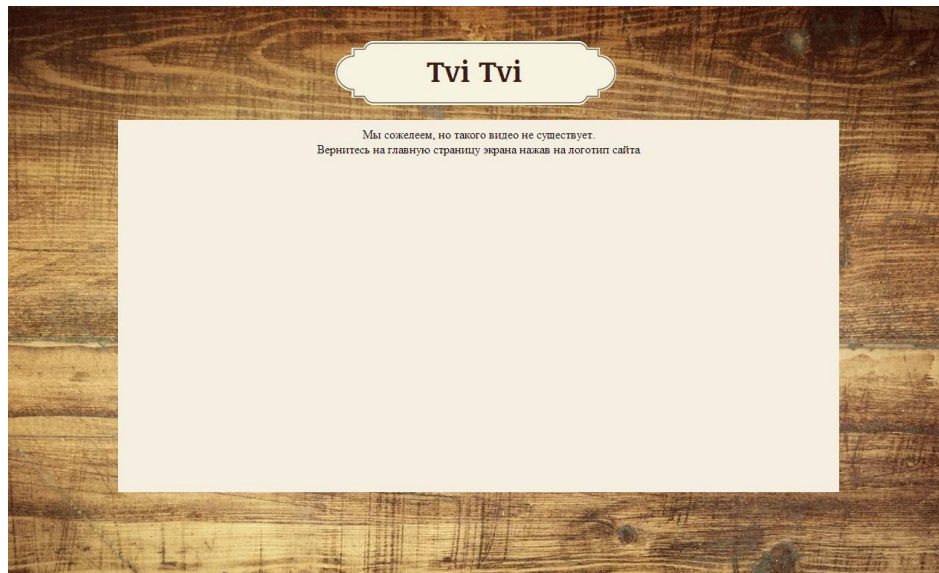 Tvi Tvi
Мы сожелеем, но такого видео не существует.
Вернитесь на главную страницу экрана нажав на логотип сайта